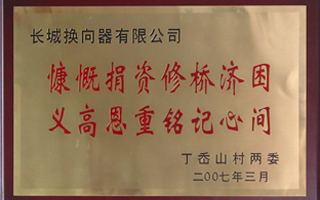 长城换向器有限公司
慷慨捐资修桥济困
义高恩重铭记心间
丁岙山村两委
二00七年三月